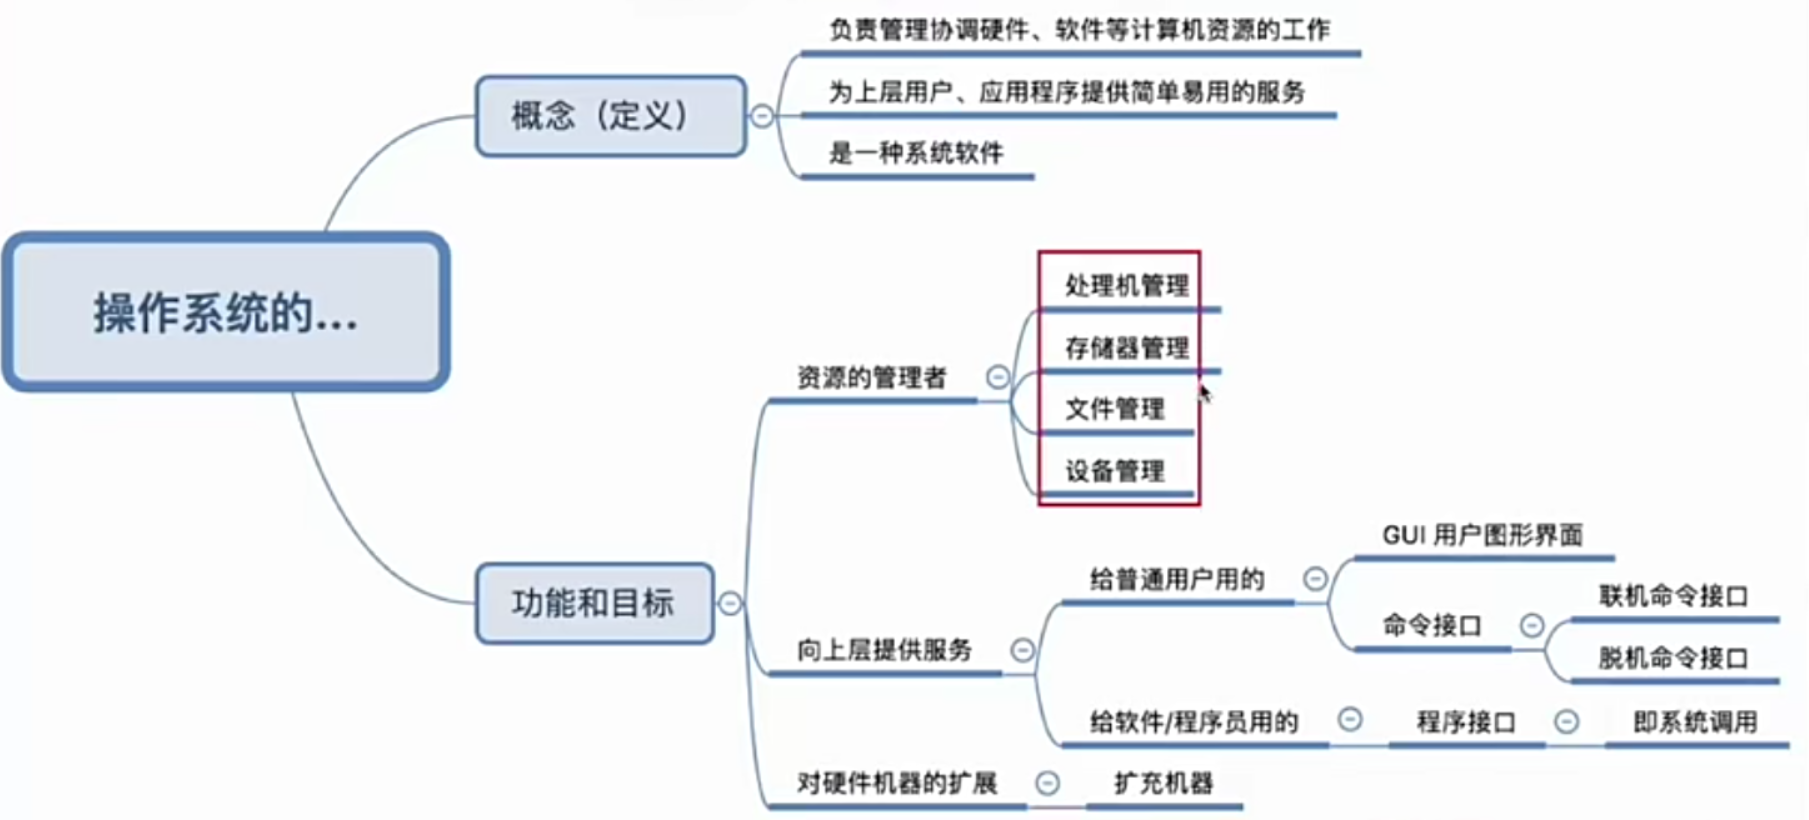 操作系统的...
概念（定义）
负责管理协调硬件、软件等计算机资源的工作
为上层用户、应用程序提供简单易用的服务
是一种系统软件
功能和目标
资源的管理者
处理机管理
存储器管理
文件管理
设备管理
向上层提供服务
给普通用户用的
GUI 用户图形界面
命令接口
联机命令接口
脱机命令接口
给软件/程序员用的
程序接口
即系统调用
对硬件机器的扩展
扩充机器